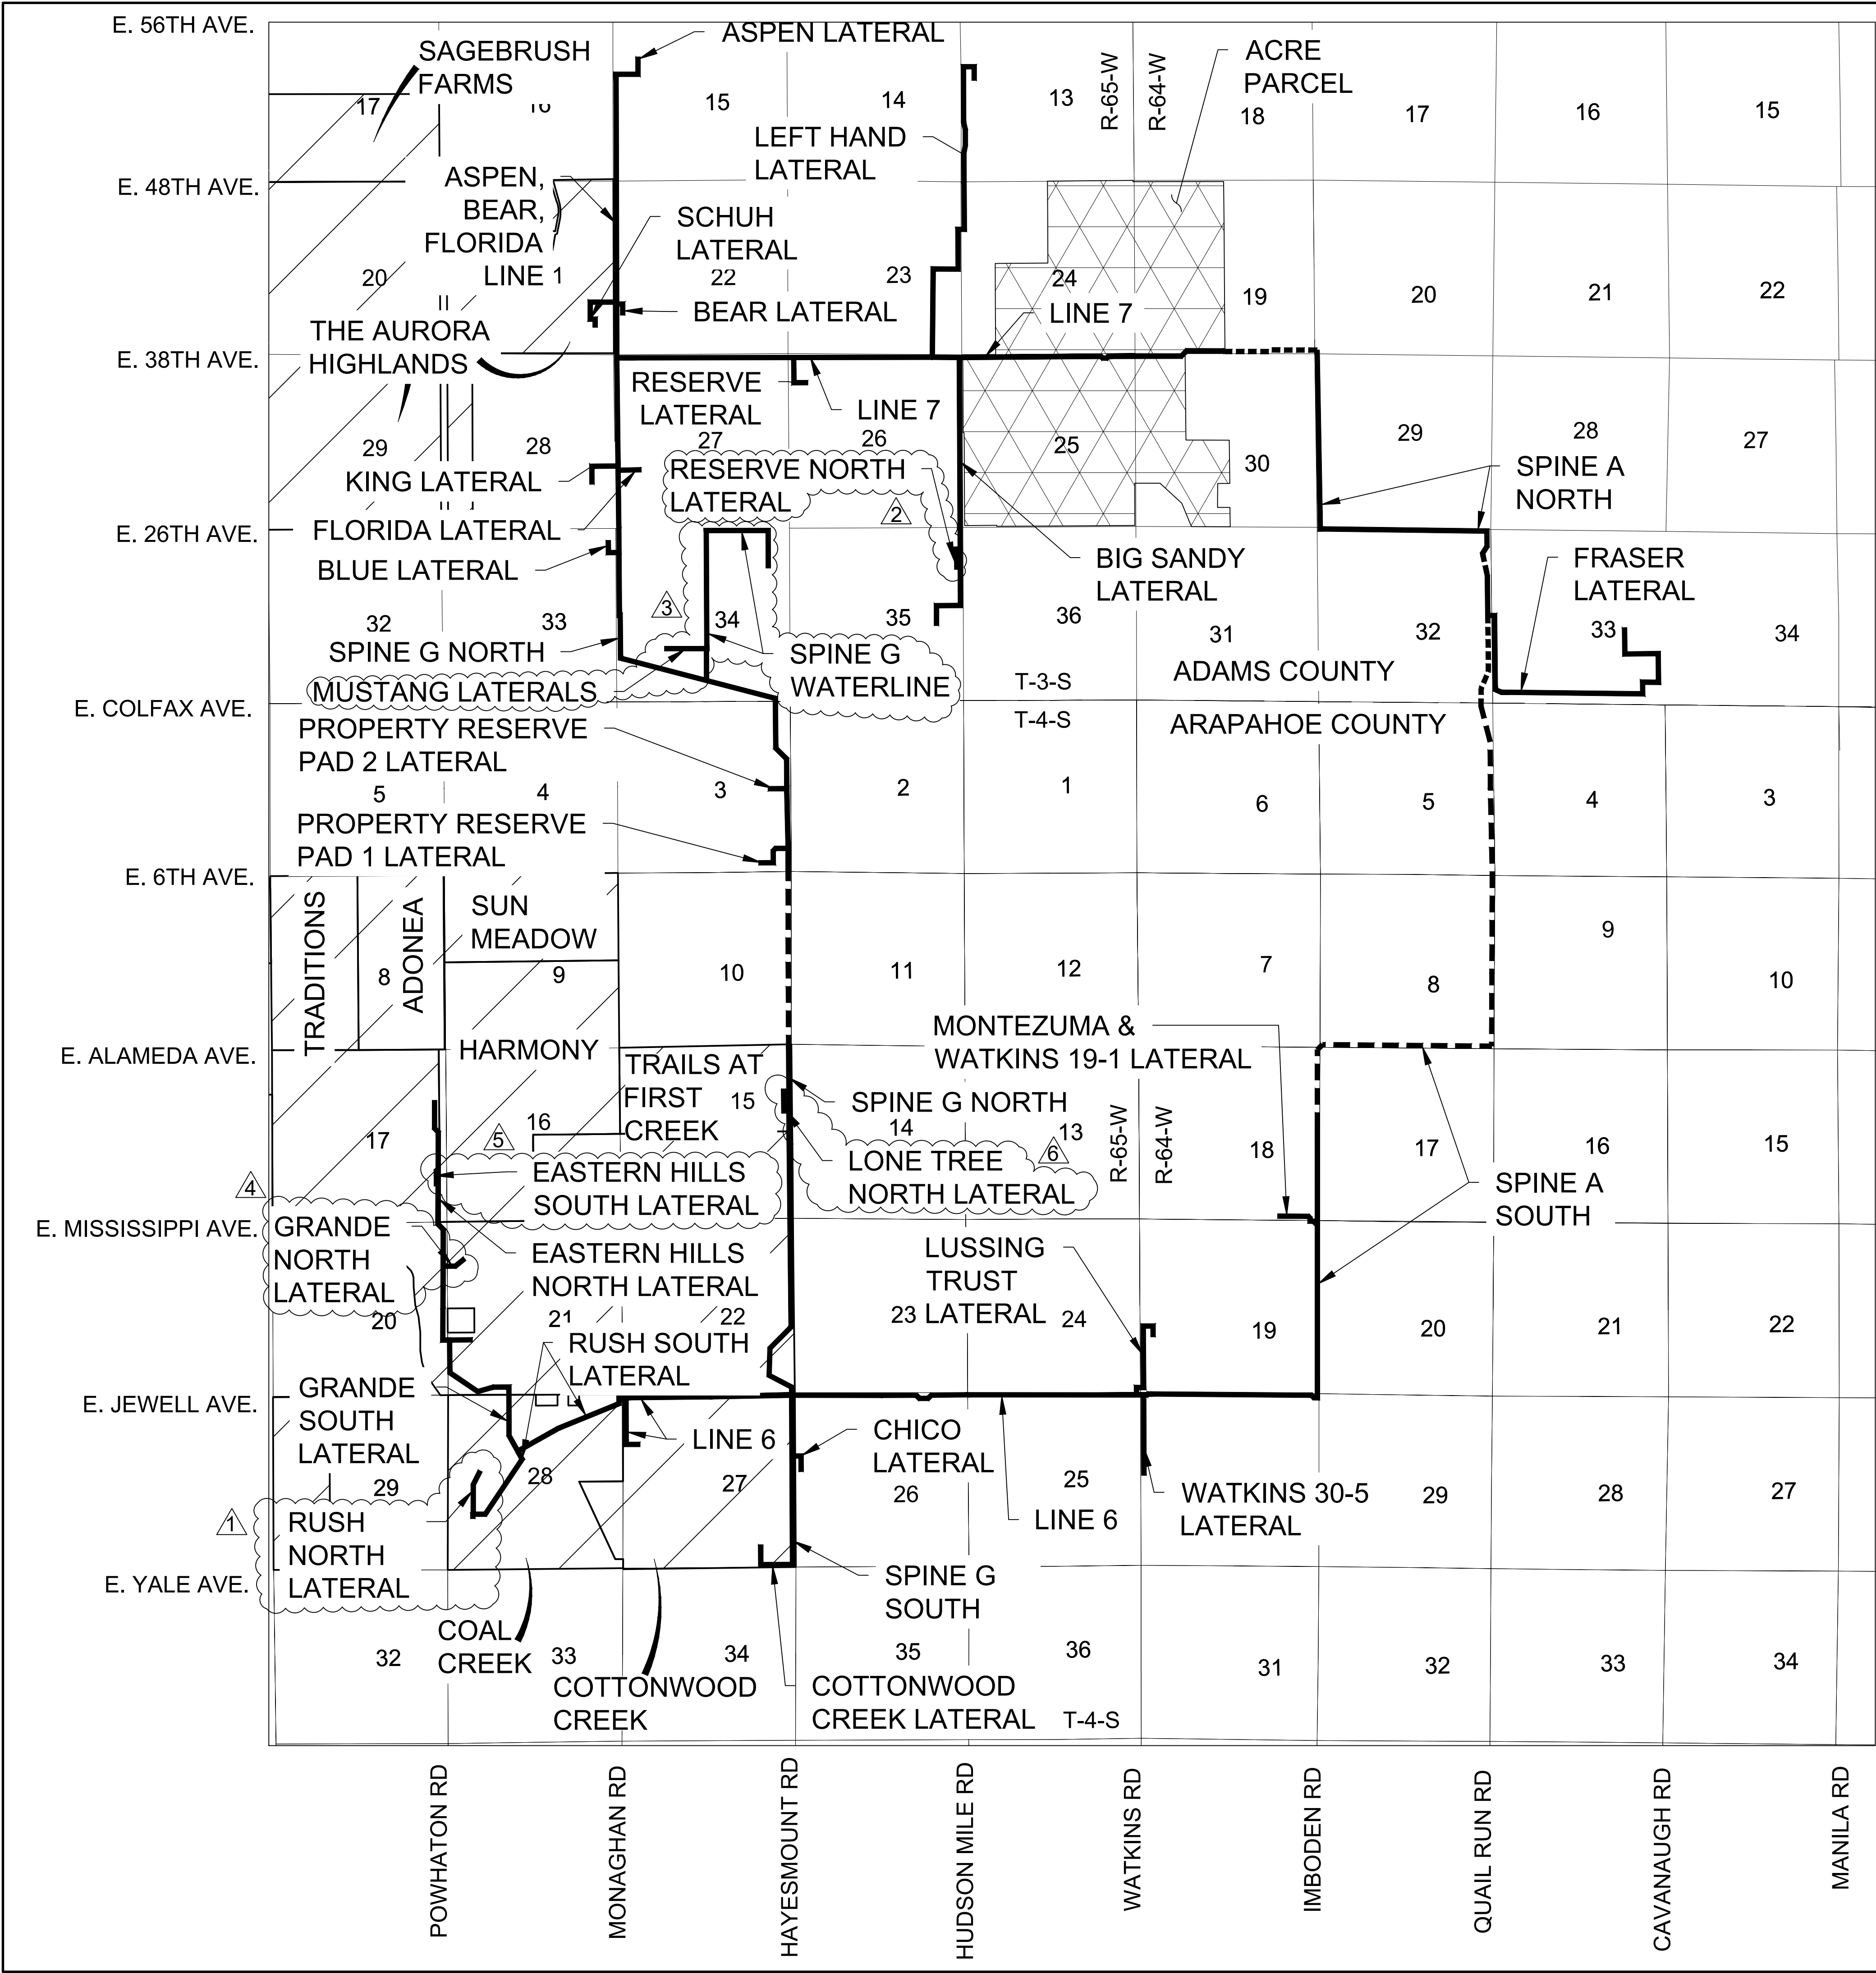 E. 56TH AVE.
E. 48TH AVE.
E. 38TH AVE.
E. 26TH AVE.
E. COLFAX AVE.
E. 6TH AVE.
E. ALAMEDA AVE.
E. MISSISSIPPI AVE.
E. JEWELL AVE.
E. YALE AVE.
SAGEBRUSH
FARMS
ASPEN LATERAL
ACRE
PARCEL
R-65-W
R-64-W
17
16
15
14
13
18
17
16
15
LEFT HAND
LATERAL
ASPEN,
BEAR,
FLORIDA
LINE 1
SCHUH
LATERAL
20
22
23
24
19
20
21
22
BEAR LATERAL
LINE 7
THE AURORA
HIGHLANDS
RESERVE
LATERAL
LINE 7
29
28
27
26
25
30
29
28
27
KING LATERAL
RESERVE NORTH
LATERAL
2
SPINE A
NORTH
FLORIDA LATERAL
BLUE LATERAL
BIG SANDY
LATERAL
FRASER
LATERAL
3
32
33
34
35
36
31
32
33
34
SPINE G NORTH
SPINE G
WATERLINE
MUSTANG LATERALS
T-3-S
ADAMS COUNTY
T-4-S
ARAPAHOE COUNTY
PROPERTY RESERVE
PAD 2 LATERAL
5
4
3
2
1
6
5
4
3
PROPERTY RESERVE
PAD 1 LATERAL
TRADITIONS
ADONEA
SUN
MEADOW
8
9
10
11
12
7
8
9
10
HARMONY
MONTEZUMA &
WATKINS 19-1 LATERAL
TRAILS AT
FIRST
CREEK
SPINE G NORTH
R-65-W
R-64-W
17
16
15
14
13
18
17
16
15
5
6
EASTERN HILLS
SOUTH LATERAL
LONE TREE
NORTH LATERAL
SPINE A
SOUTH
4
GRANDE
NORTH
LATERAL
EASTERN HILLS
NORTH LATERAL
LUSSING
TRUST
LATERAL
20
21
22
23
24
19
20
21
22
RUSH SOUTH
LATERAL
GRANDE
SOUTH
LATERAL
LINE 6
CHICO
LATERAL
29
28
27
26
25
29
28
27
LINE 6
WATKINS 30-5
LATERAL
1
RUSH
NORTH
LATERAL
SPINE G
SOUTH
COAL
CREEK
32
33
34
35
36
31
32
33
34
COTTONWOOD
CREEK
COTTONWOOD
CREEK LATERAL
T-4-S
POWHATON RD
MONAGHAN RD
HAYESMOUNT RD
HUDSON MILE RD
WATKINS RD
IMBODEN RD
QUAIL RUN RD
CAVANAUGH RD
MANILA RD